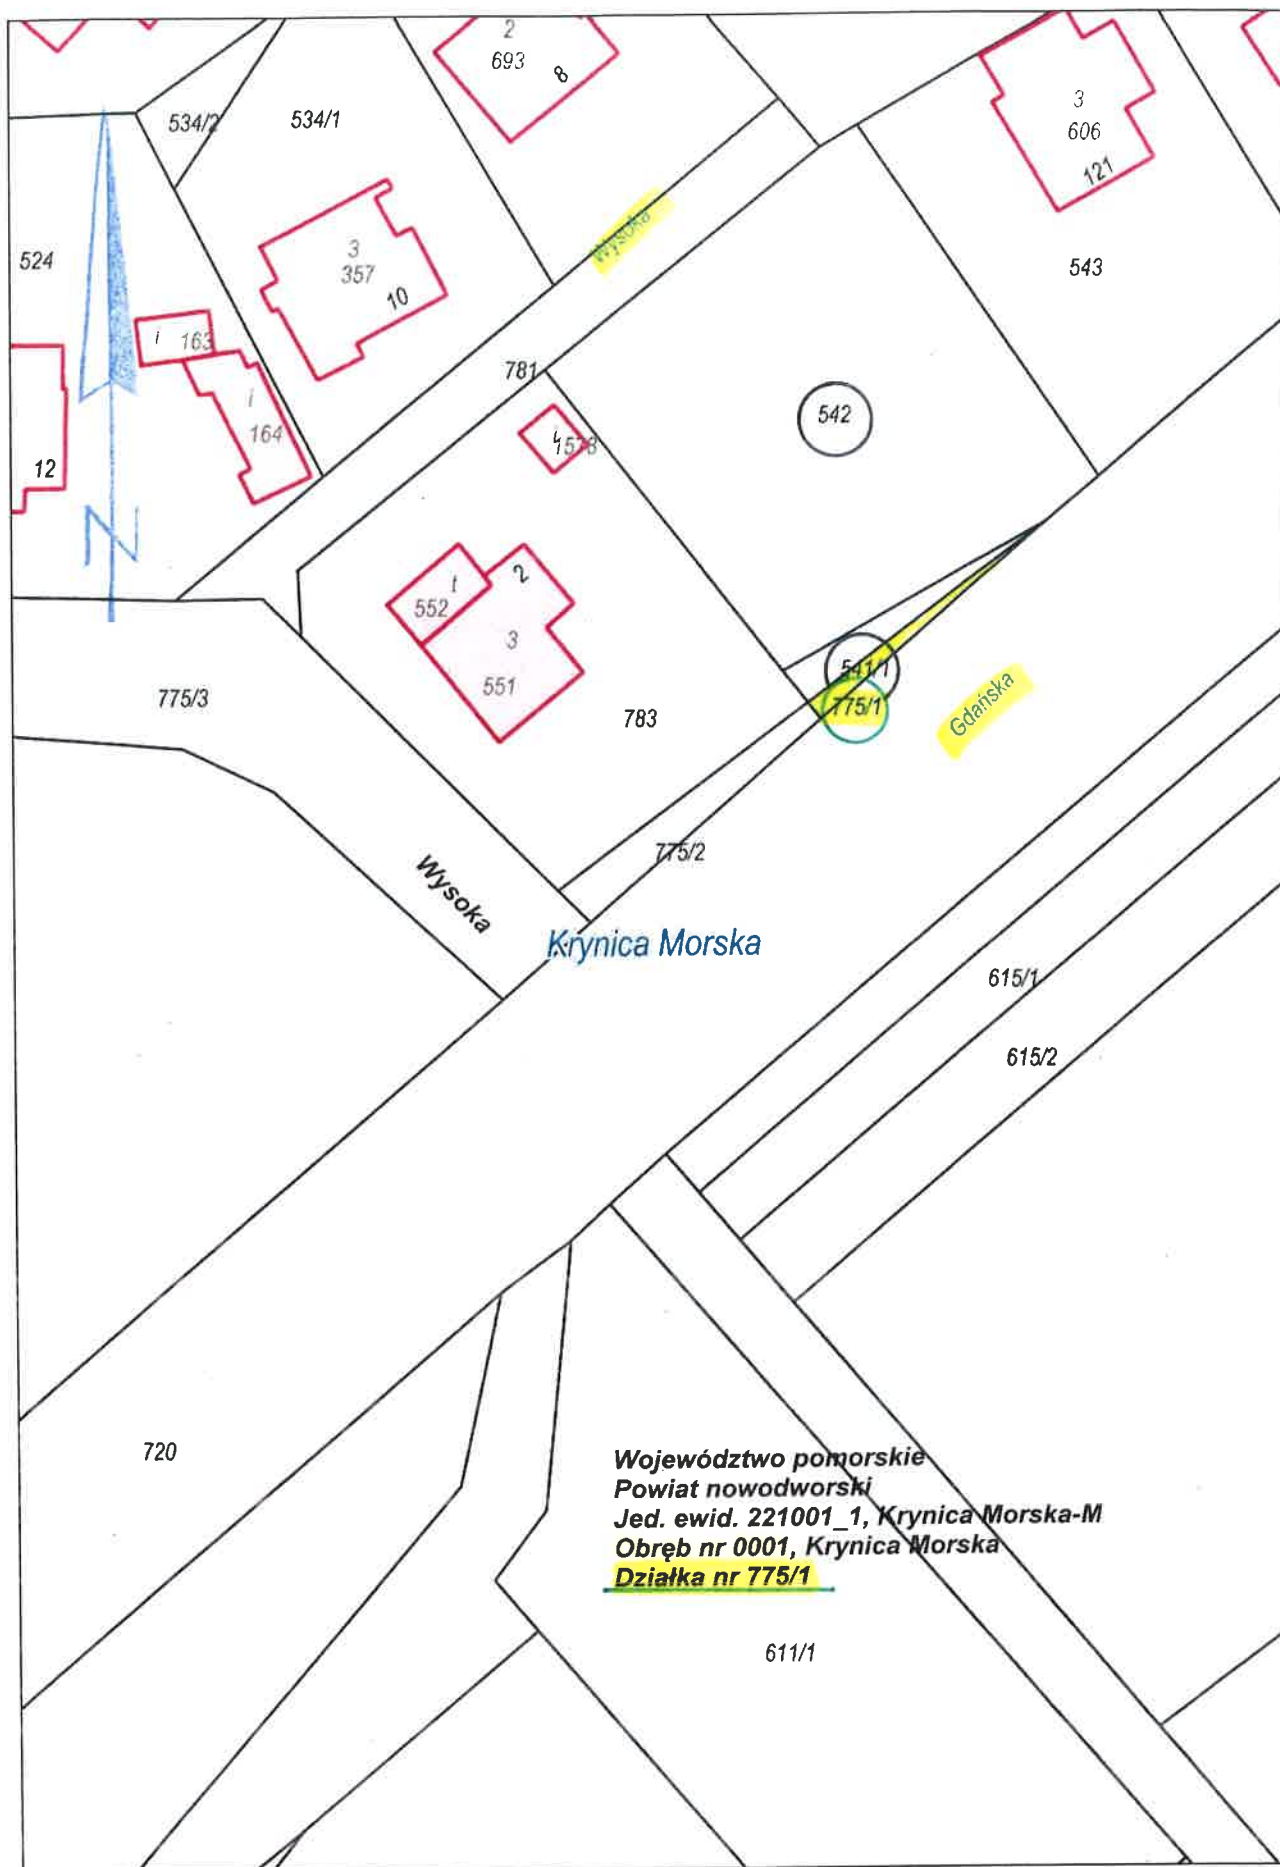 2
693
8
3
606
121
534/2
534/1
Wysoka
524
3
357
10
543
i 163
781
542
i
164
1578
12
N
2
552
3
551
541/1
775/3
783
775/1
Gdańska
775/2
Wysoka
Krynica Morska
615/1
615/2
720
Województwo pomorskie
Powiat nowodworski
Jed. ewid. 221001_1, Krynica Morska-M
Obręb nr 0001, Krynica Morska
Działka nr 775/1
611/1